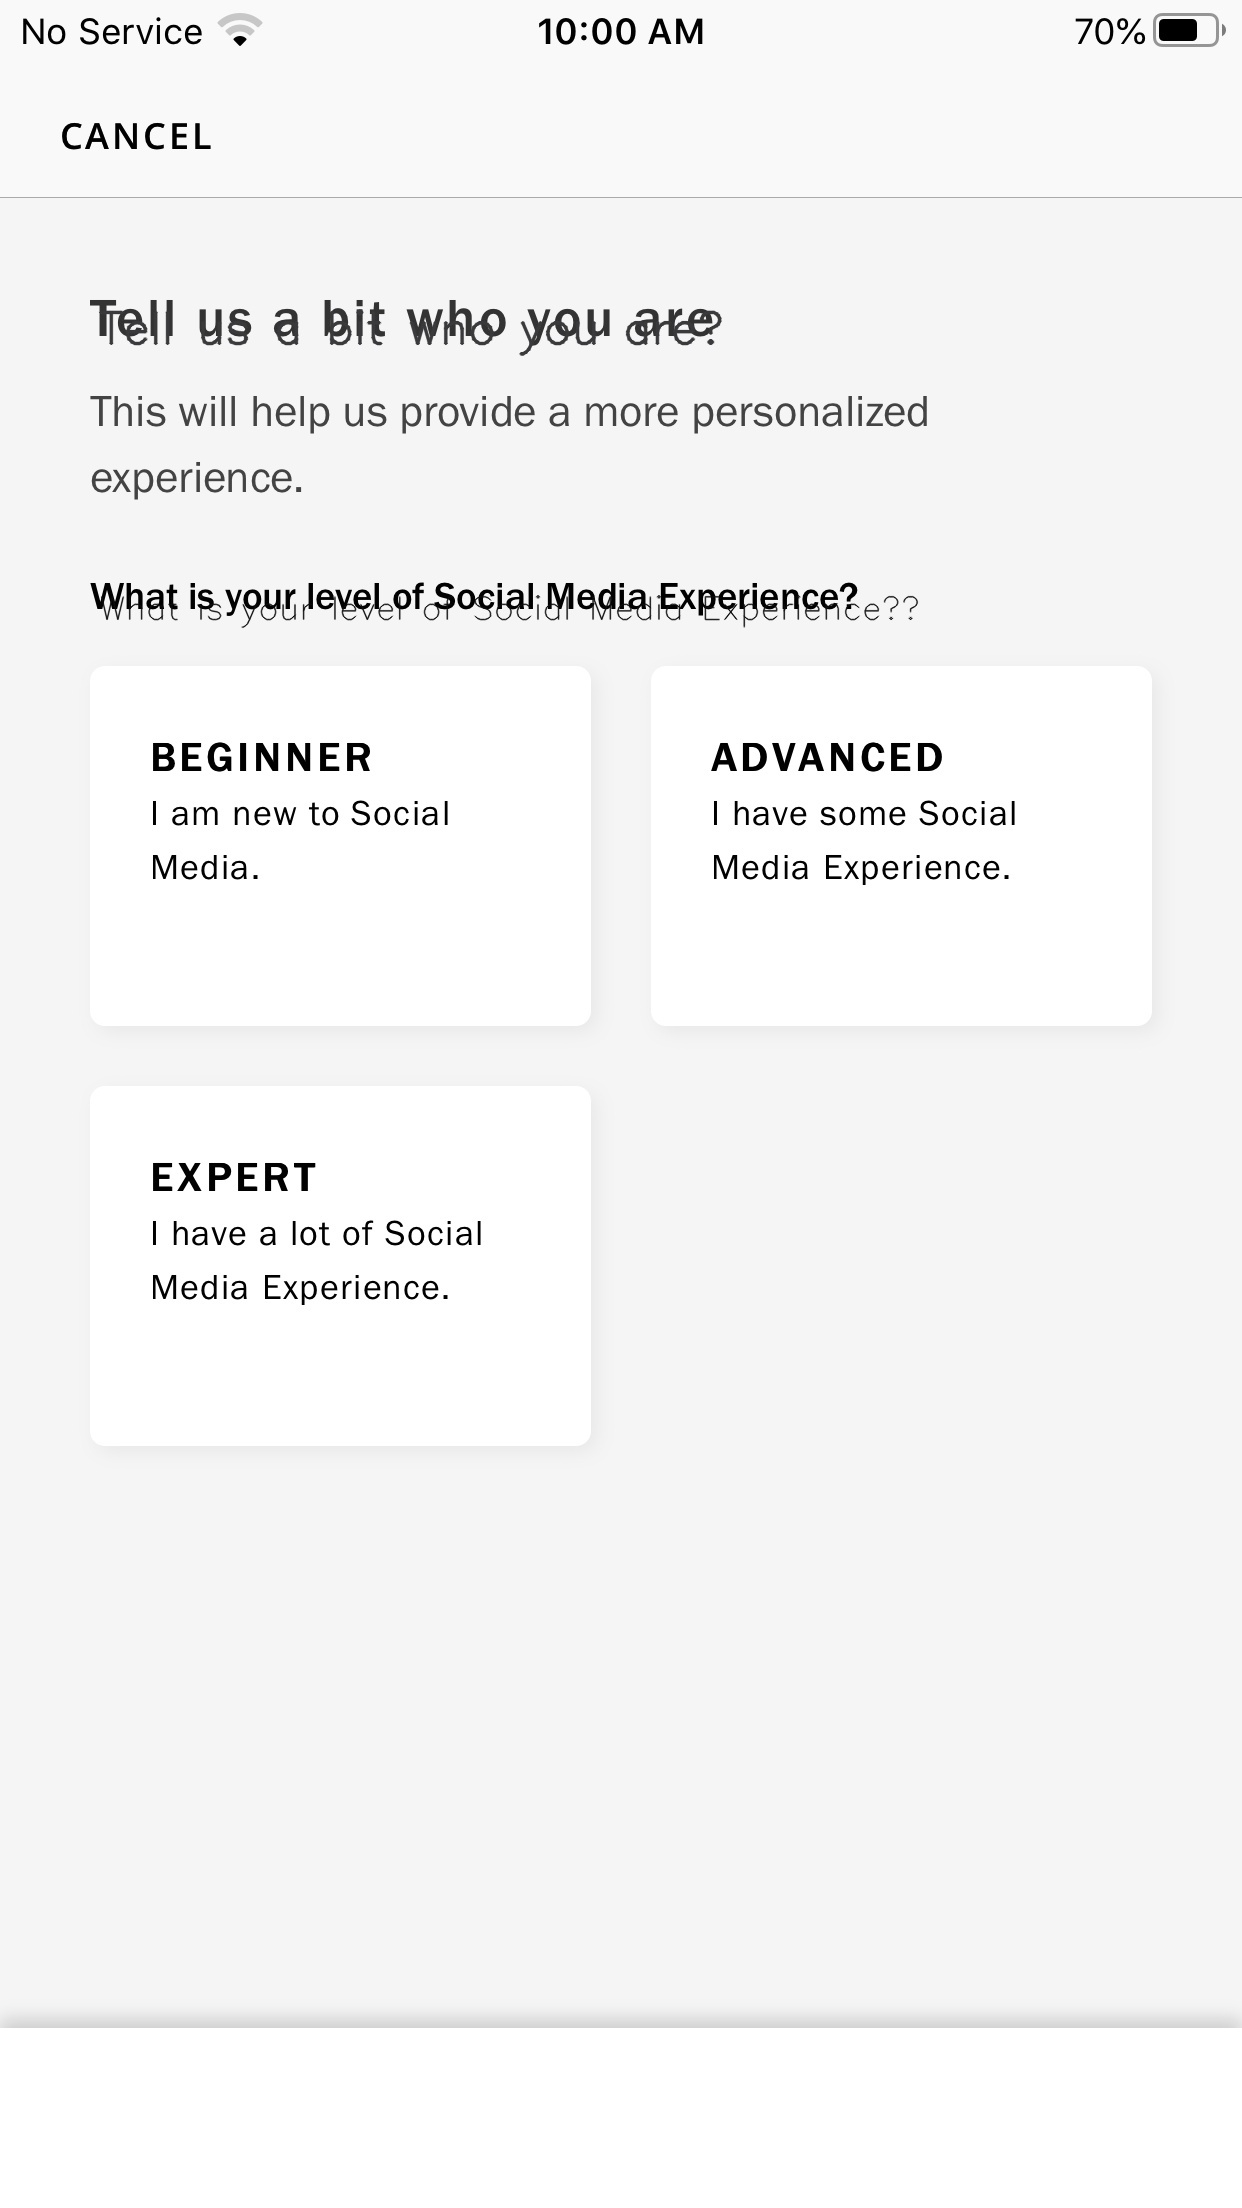 No Service
10:00 AM
70%
CANCEL
Tell us a bit who you are
Tell us a bit who you are?
This will help us provide a more personalized
experience.
What is your level of Social Media Experience?
What is your level of Social Media Experience??
BEGINNER
I am new to Social
Media.
ADVANCED
I have some Social
Media Experience.
EXPERT
I have a lot of Social
Media Experience.